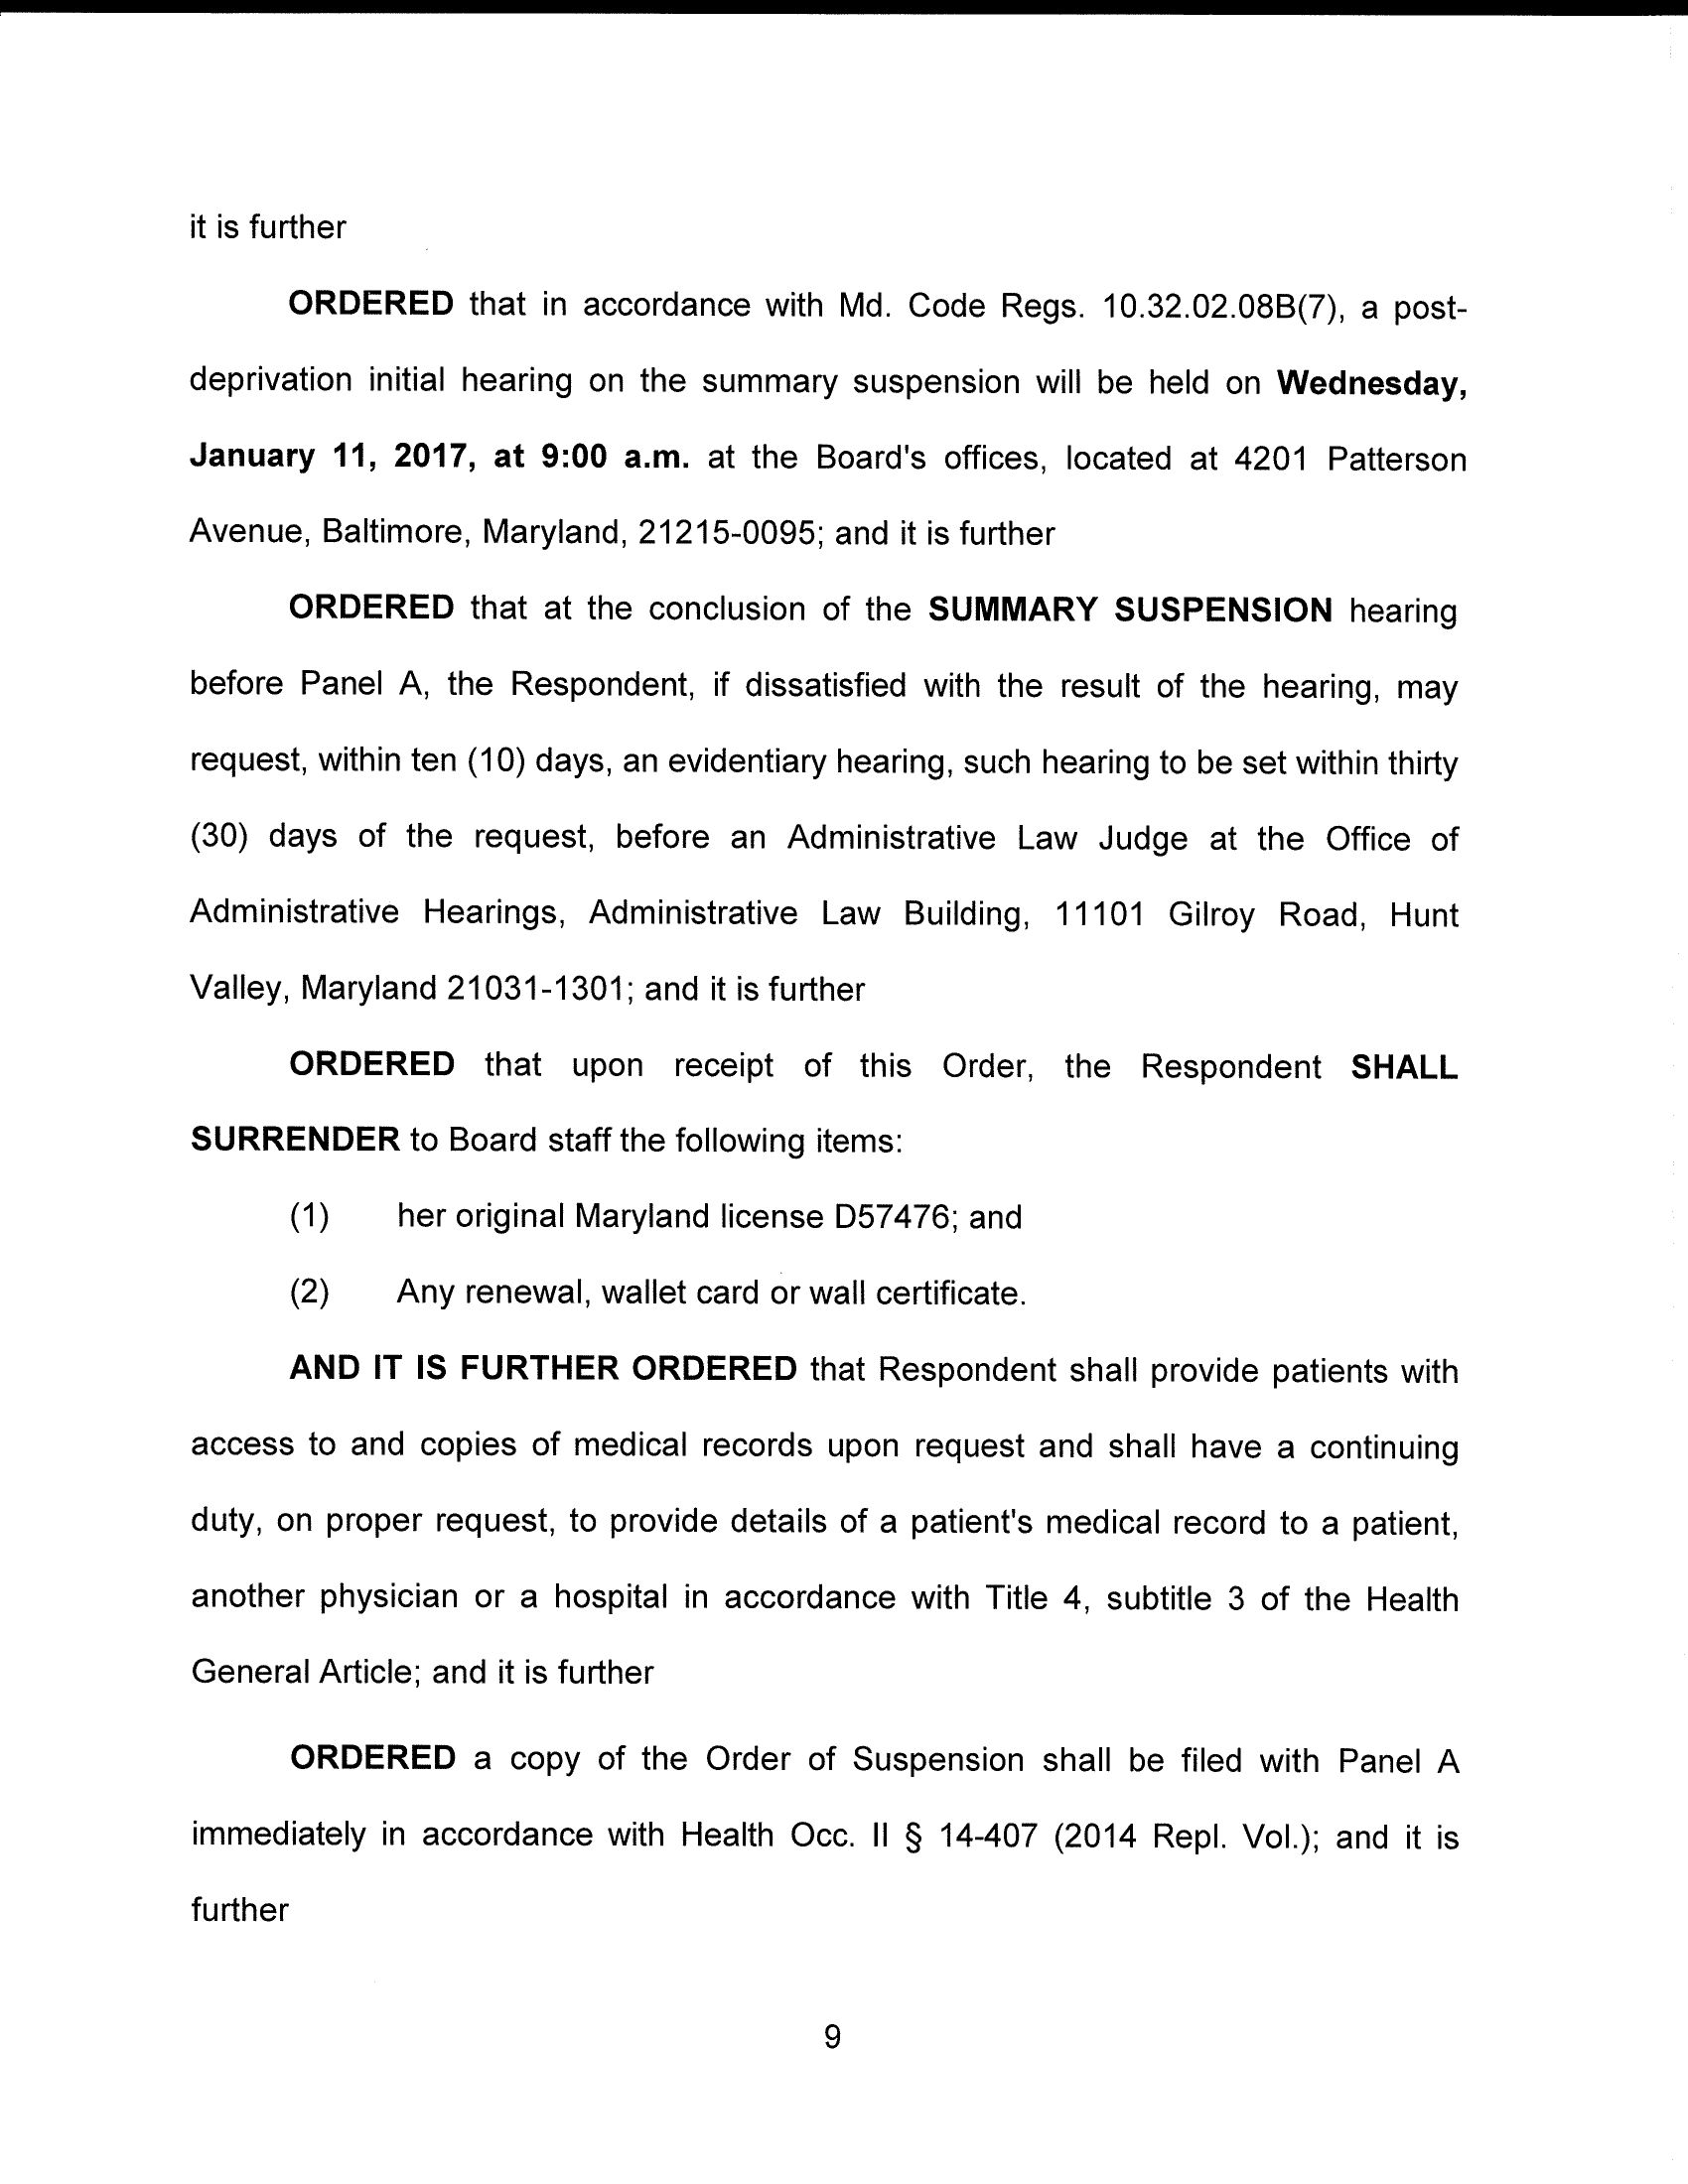 it is further
ORDERED that in accordance with Md. Code Regs. 10.32.02.08B(7), a post-
deprivation initial hearing on the summary suspension will be held on Wednesday,
January 11, 2017, at 9:00 a.m. at the Board's offices, located at 4201 Patterson
Avenue, Baltimore, Maryland, 21215-0095; and it is further
ORDERED that at the conclusion of the SUMMARY SUSPENSION hearing
before Panel A, the Respondent, if dissatisfied with the result of the hearing, may
request, within ten (10) days, an evidentiary hearing, such hearing to be set within thirty
(30) days of the request, before an Administrative Law Judge at the Office of
Administrative Hearings, Administrative Law Building, 11101 Gilroy Road, Hunt
Valley, Maryland 21031-1301; and it is further
ORDERED that upon receipt of this Order, the Respondent SHALL
SURRENDER to Board staff the following items:
(1) her original Maryland license D57476; and
(2) Any renewal, wallet card or wall certificate.
AND IT IS FURTHER ORDERED that Respondent shall provide patients with
access to and copies of medical records upon request and shall have a continuing
duty, on proper request, to provide details of a patient's medical record to a patient,
another physician or a hospital in accordance with Title 4, subtitle 3 of the Health
General Article; and it is further
ORDERED a copy of the Order of Suspension shall be filed with Panel A
immediately in accordance with Health Occ. II § 14-407 (2014 Repl. Vol.); and it is
further
9